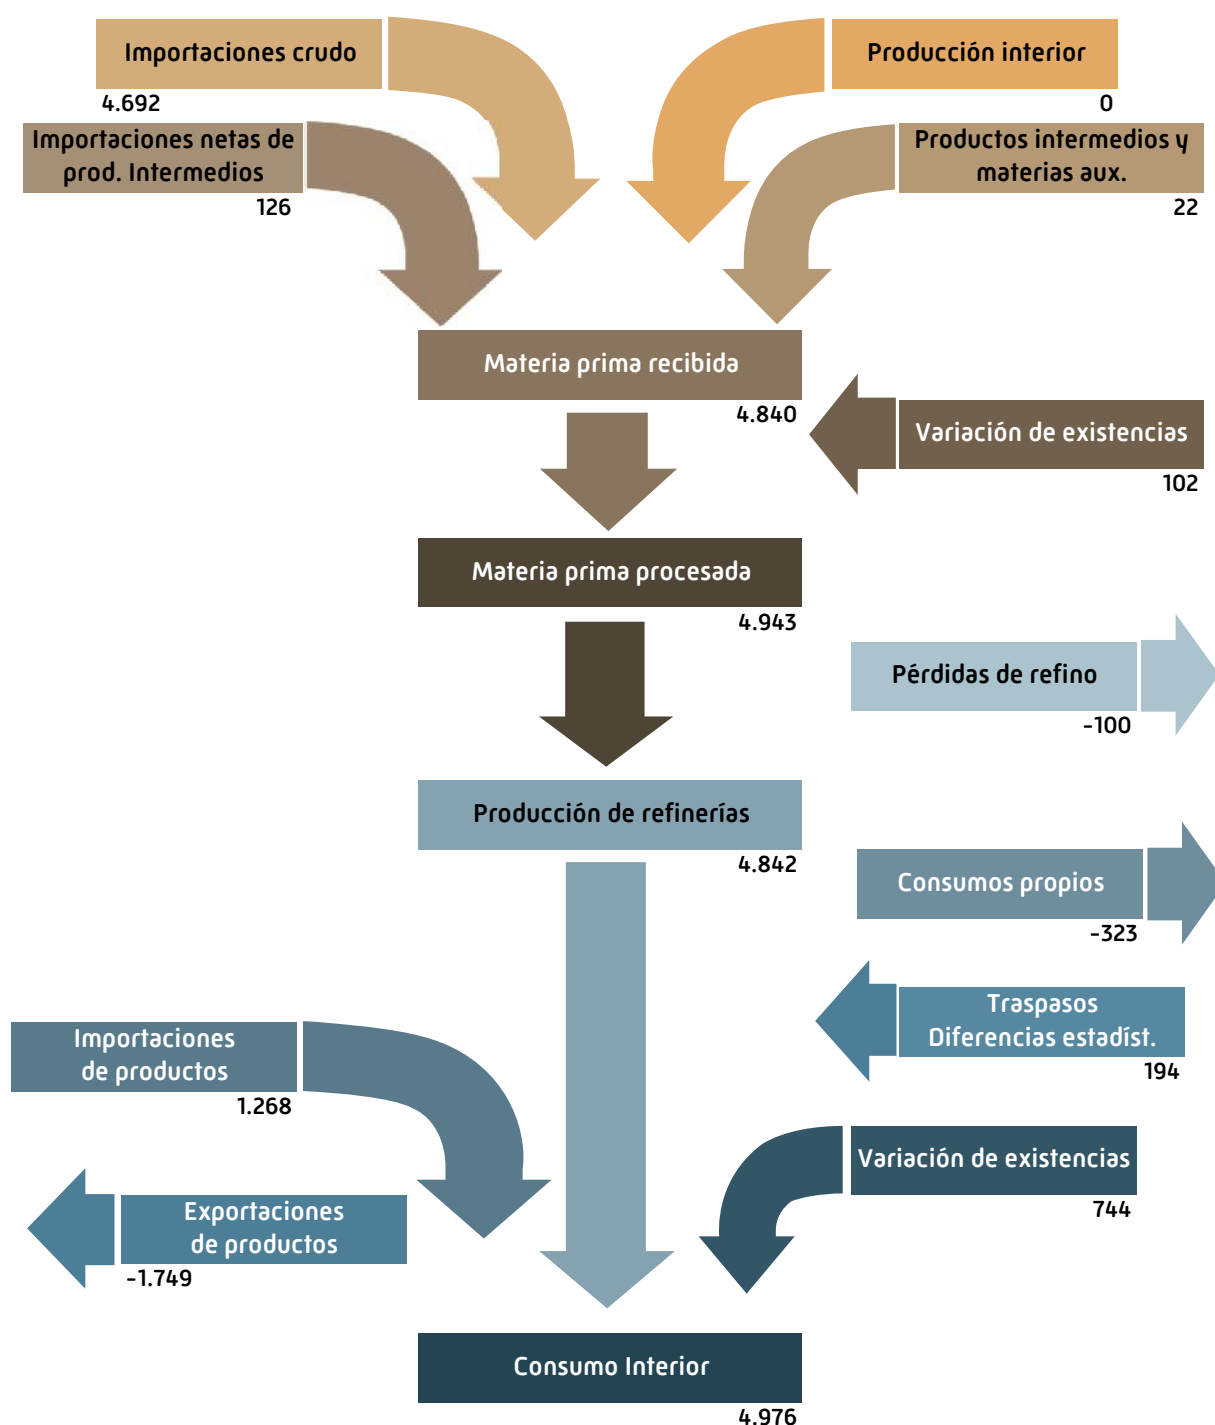 Importaciones crudo
4.692
Producción interior
0
Importaciones netas de
prod. Intermedios
126
Productos intermedios y
materias aux.
22
Materia prima recibida
4.840
Variación de existencias
102
Materia prima procesada
4.943
Pérdidas de refino
-100
Producción de refinerías
4.842
Consumos propios
-323
Traspasos
Diferencias estadíst.
194
Importaciones
de productos
1.268
Variación de existencias
744
Exportaciones
de productos
-1.749
Consumo Interior
4.976